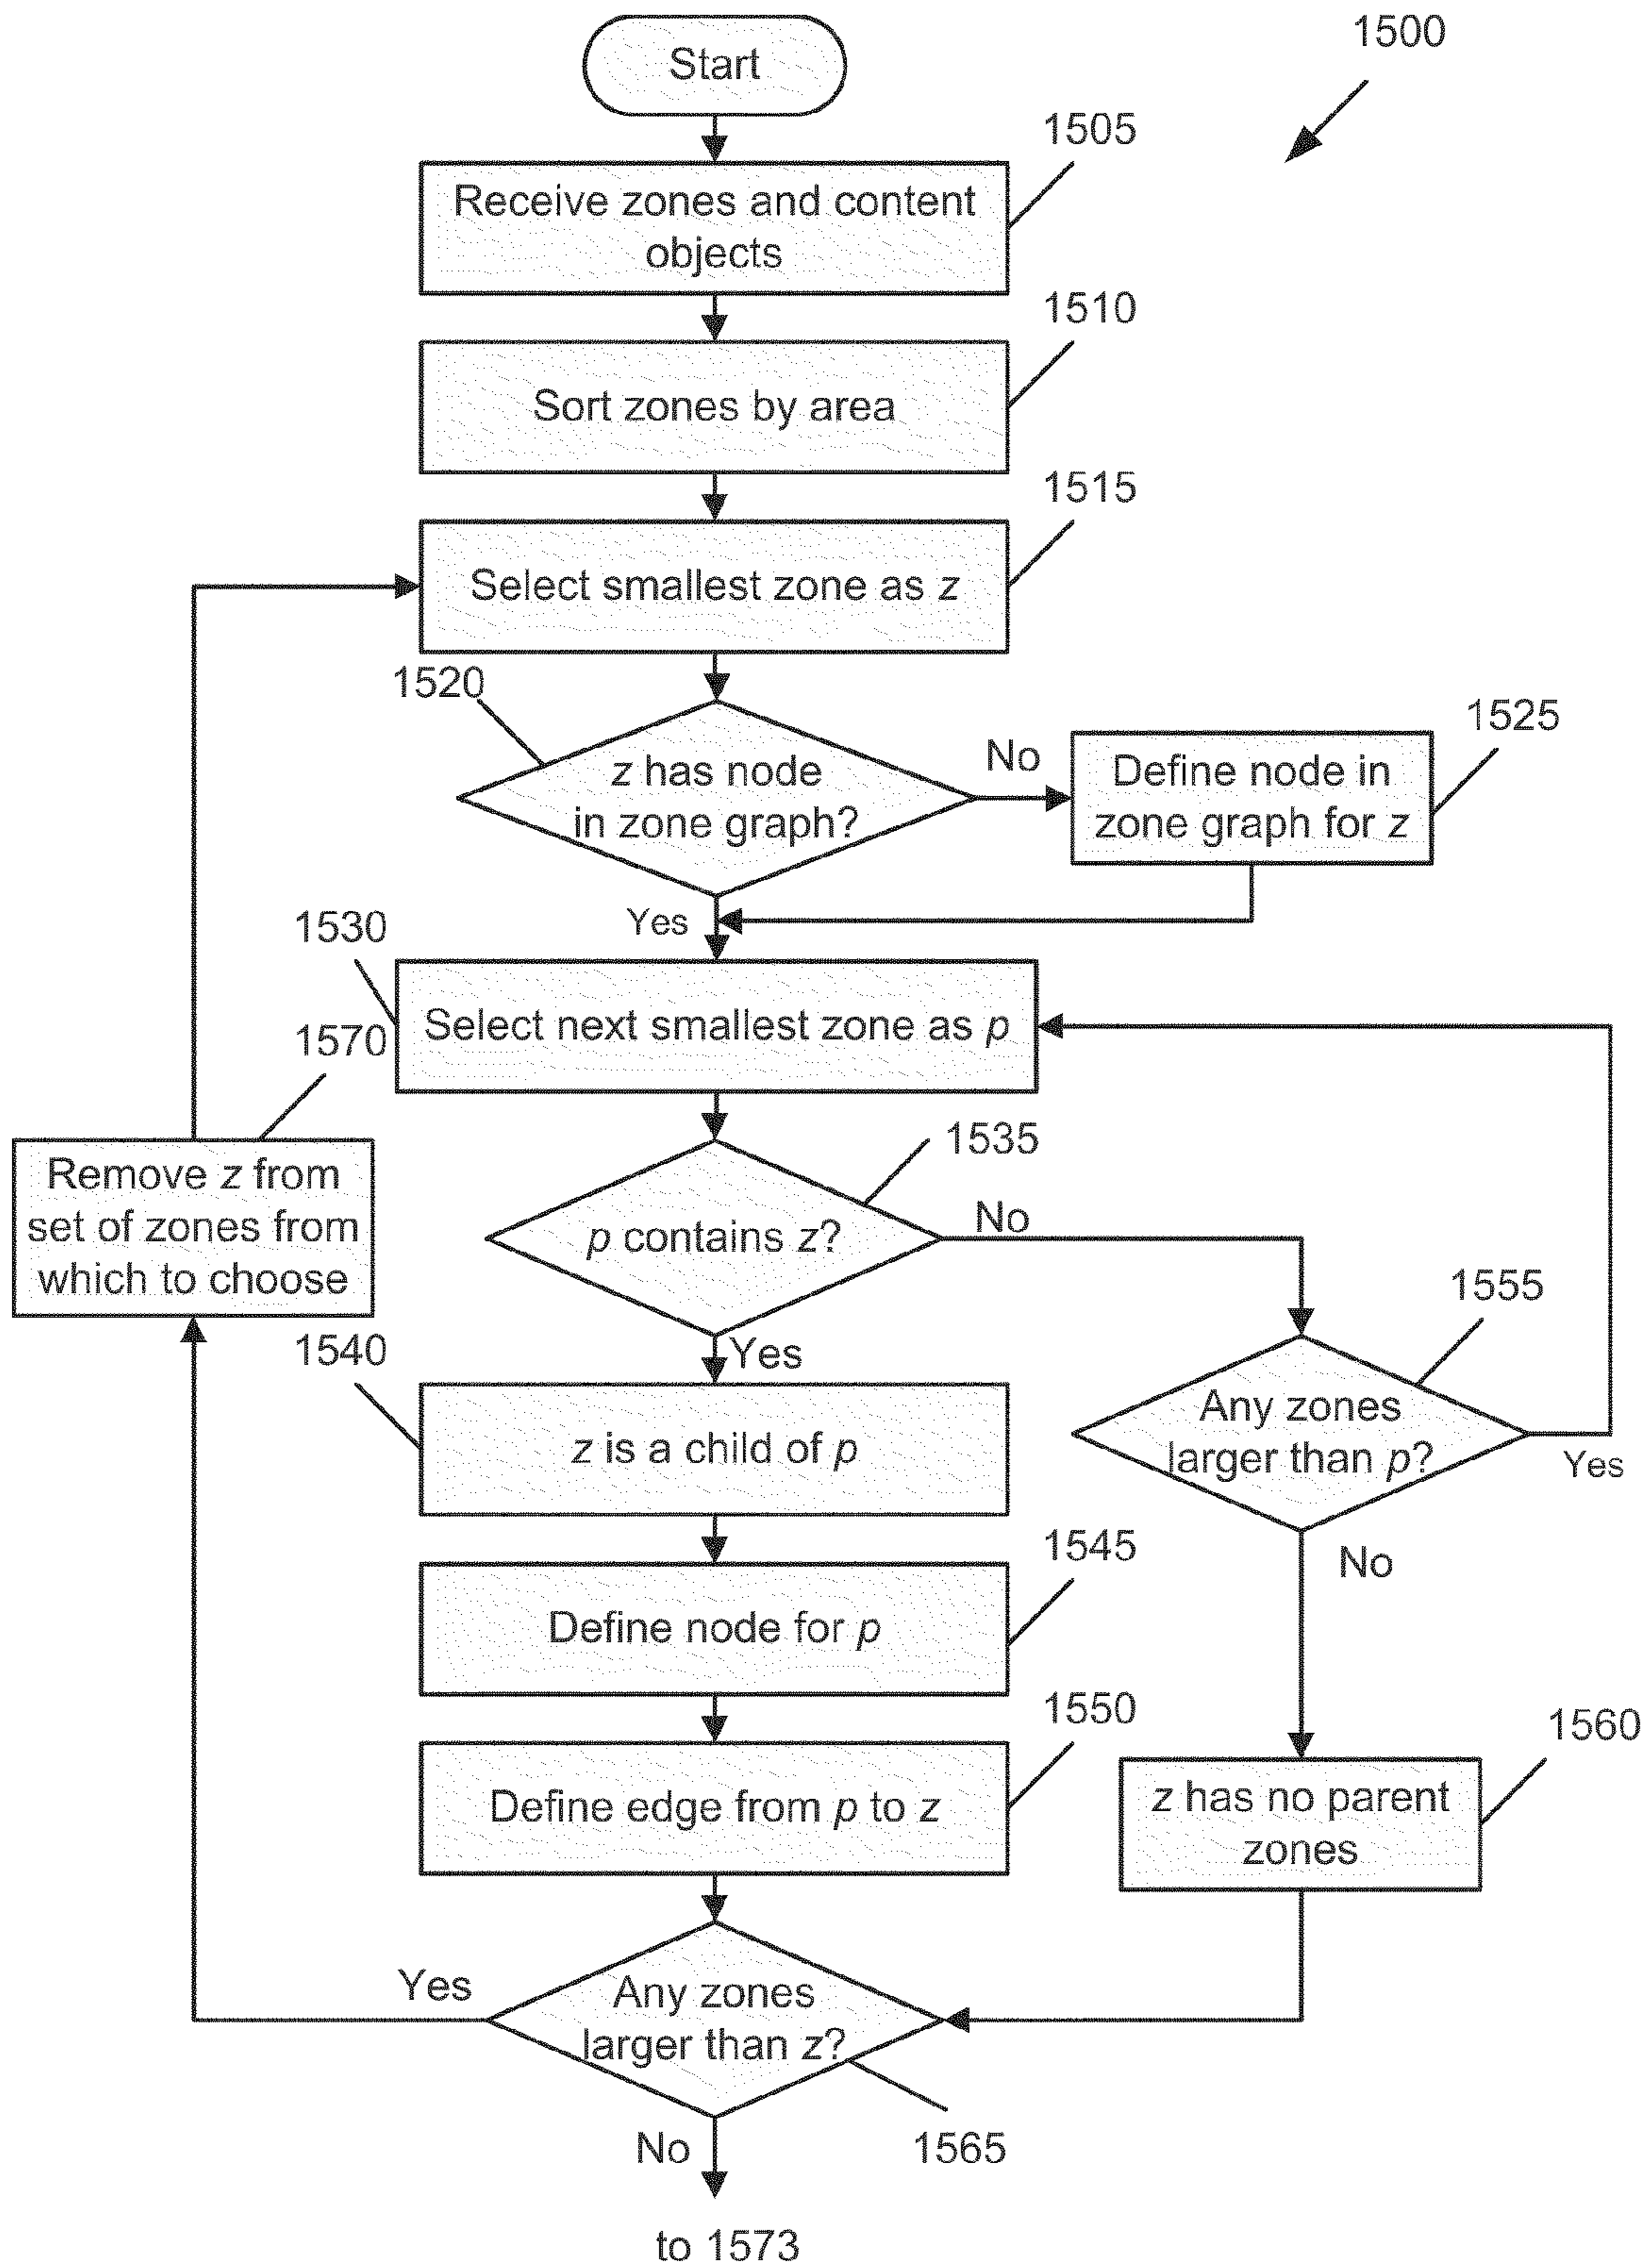 Start
1500
1505
Receive zones and content
objects
1510
Sort zones by area
1515
Select smallest zone as z
1520
z has node
in zone graph?
No
1525
Define node in
zone graph for z
Yes
1530
Select next smallest zone as p
1570
Remove z from
set of zones from
which to choose
1535
p contains z?
No
Yes
1555
Any zones
larger than p?
Yes
No
1540
z is a child of p
1545
Define node for p
1550
Define edge from p to z
1560
z has no parent
zones
Yes
Any zones
larger than z?
1565
No
to 1573